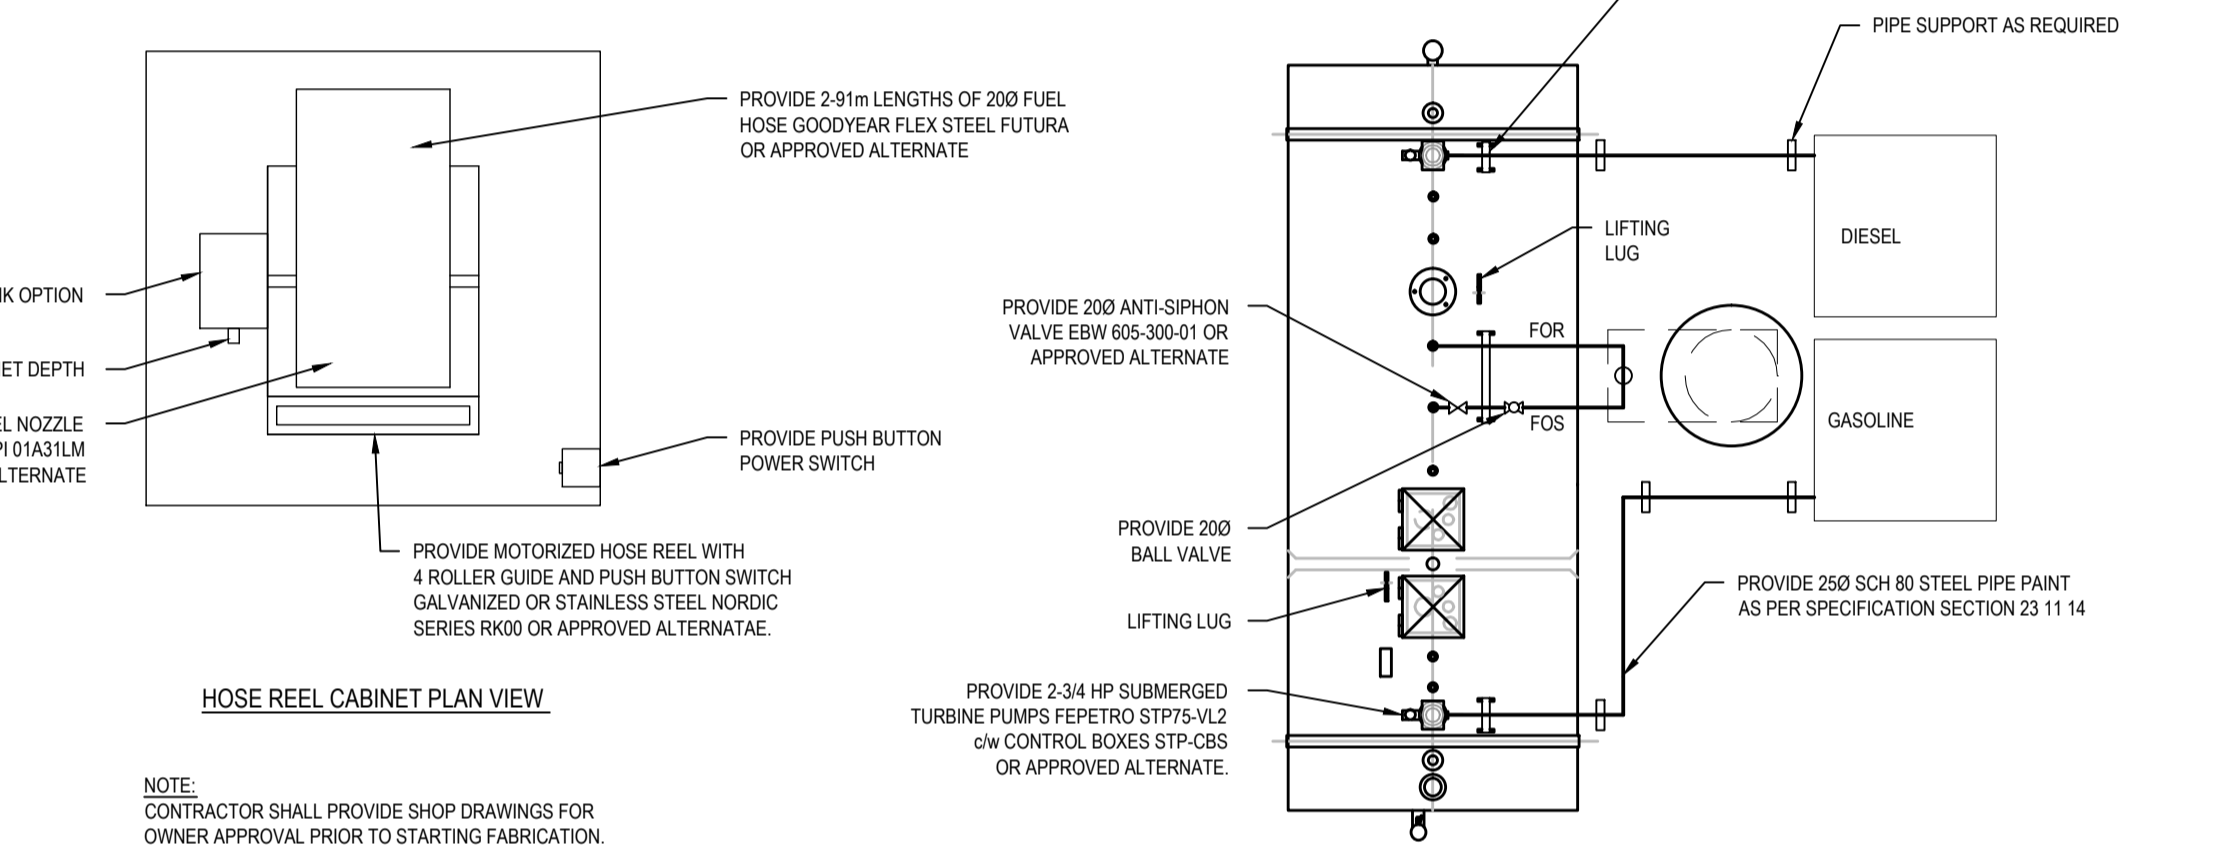 PROVIDE 2-91m LENGTHS OF 20Ø FUEL
HOSE GOODYEAR FLEX STEEL FUTURA
OR APPROVED ALTERNATE
OPTION
DEPTH
NOZZLE
01A31LM
PROVIDE PUSH BUTTON
POWER SWITCH
PROVIDE MOTORIZED HOSE REEL WITH
4 ROLLER GUIDE AND PUSH BUTTON SWITCH
GALVANIZED OR STAINLESS STEEL NORDIC
SERIES RK00 OR APPROVED ALTERNATAE.
HOSE REEL CABINET PLAN VIEW
NOTE:
CONTRACTOR SHALL PROVIDE SHOP DRAWINGS FOR
OWNER APPROVAL PRIOR TO STARTING FABRICATION.
PIPE SUPPORT AS REQUIRED
DIESEL
LIFTING
LUG
PROVIDE 20Ø ANTI-SIPHON
VALVE EBW 605-300-01 OR
APPROVED ALTERNATE
FOR
FOS
GASOLINE
PROVIDE 20Ø
BALL VALVE
LIFTING LUG
PROVIDE 25Ø SCH 80 STEEL PIPE PAINT
AS PER SPECIFICATION SECTION 23 11 14
PROVIDE 2-3/4 HP SUBMERGED
TURBINE PUMPS FEPETRO STP75-VL2
c/w CONTROL BOXES STP-CBS
OR APPROVED ALTERNATE.